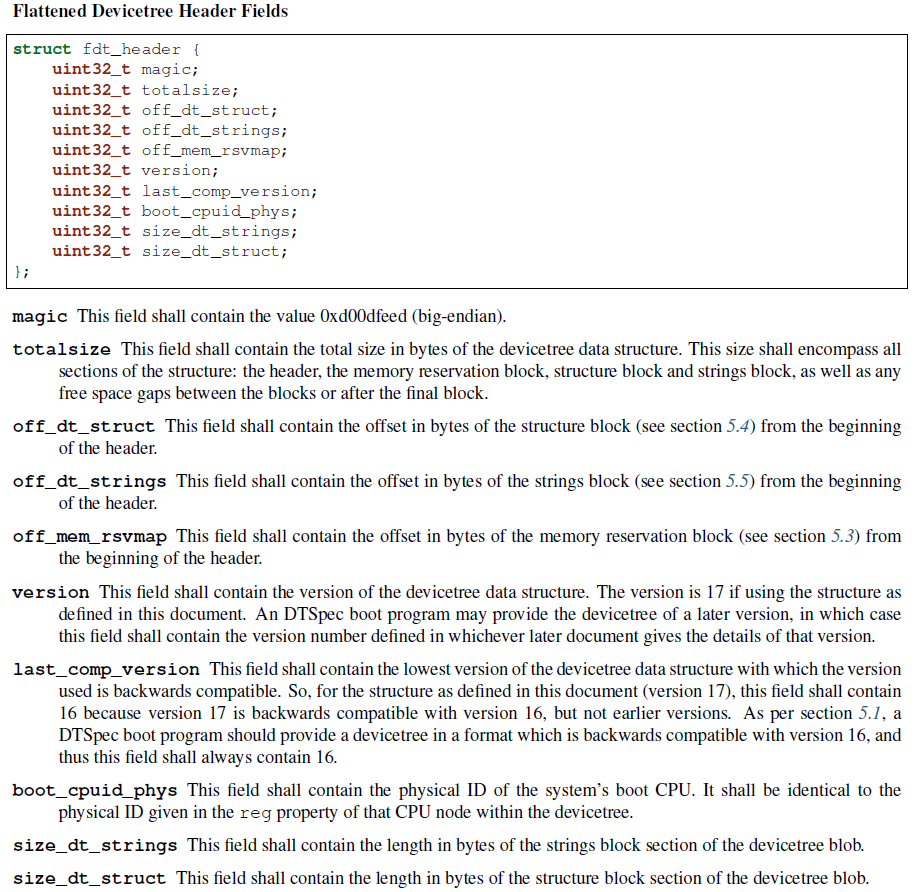 Flattened Devicetree Header Fields
struct fdt_header {
    uint32_t magic;
    uint32_t totalsize;
    uint32_t off_dt_struct;
    uint32_t off_dt_strings;
    uint32_t off_mem_rsvmap;
    uint32_t version;
    uint32_t last_comp_version;
    uint32_t boot_cpuid_phys;
    uint32_t size_dt_strings;
    uint32_t size_dt_struct;
};
magic This field shall contain the value 0xd00dfeed (big-endian).
totalsize This field shall contain the total size in bytes of the devicetree data structure. This size shall encompass all
sections of the structure: the header, the memory reservation block, structure block and strings block, as well as any
free space gaps between the blocks or after the final block.
off_dt_struct This field shall contain the offset in bytes of the structure block (see section 5.4) from the beginning
of the header.
off_dt_strings This field shall contain the offset in bytes of the strings block (see section 5.5) from the beginning
of the header.
off_mem_rsvmap This field shall contain the offset in bytes of the memory reservation block (see section 5.3) from
the beginning of the header.
version This field shall contain the version of the devicetree data structure. The version is 17 if using the structure as
defined in this document. An DTSpec boot program may provide the devicetree of a later version, in which case
this field shall contain the version number defined in whichever later document gives the details of that version.
last_comp_version This field shall contain the lowest version of the devicetree data structure with which the version
used is backwards compatible. So, for the structure as defined in this document (version 17), this field shall contain
16 because version 17 is backwards compatible with version 16, but not earlier versions. As per section 5.1, a
DTSpec boot program should provide a devicetree in a format which is backwards compatible with version 16, and
thus this field shall always contain 16.
boot_cpuid_phys This field shall contain the physical ID of the system's boot CPU. It shall be identical to the
physical ID given in the reg property of that CPU node within the devicetree.
size_dt_strings This field shall contain the length in bytes of the strings block section of the devicetree blob.
size_dt_struct This field shall contain the length in bytes of the structure block section of the devicetree blob.